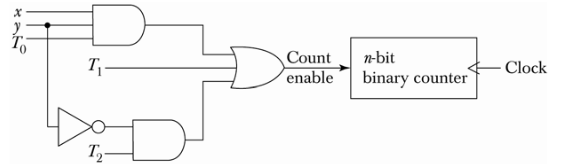 x
y
T0
T1
Count
enable
n-bit
binary counter
Clock
T2